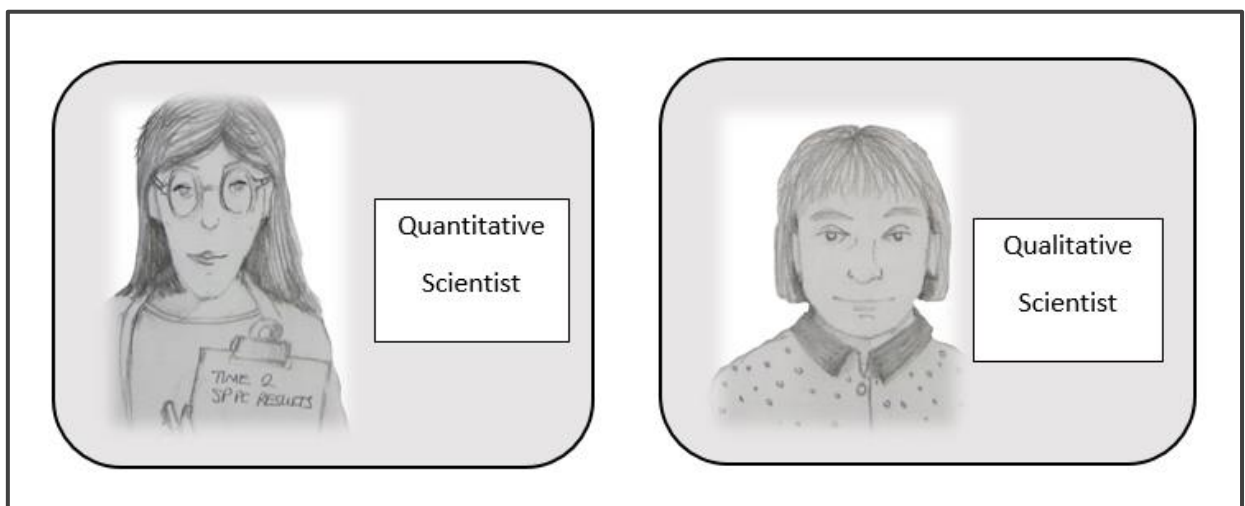 Quantitative
Scientist
TIME 2
SPPC RESULTS
Qualitative
Scientist